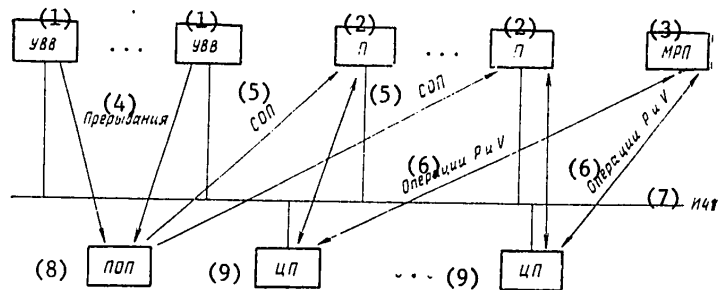 (1) (1) (2) (2) (3)
УВВ ... УВВ П ... П МРП
(4) (5) (5)
Прерывания СОП СОП
(6) Операции P и V (6) Операции P и V
(7) И41
(8) ПОП (9) ЦП ... (9) ЦП